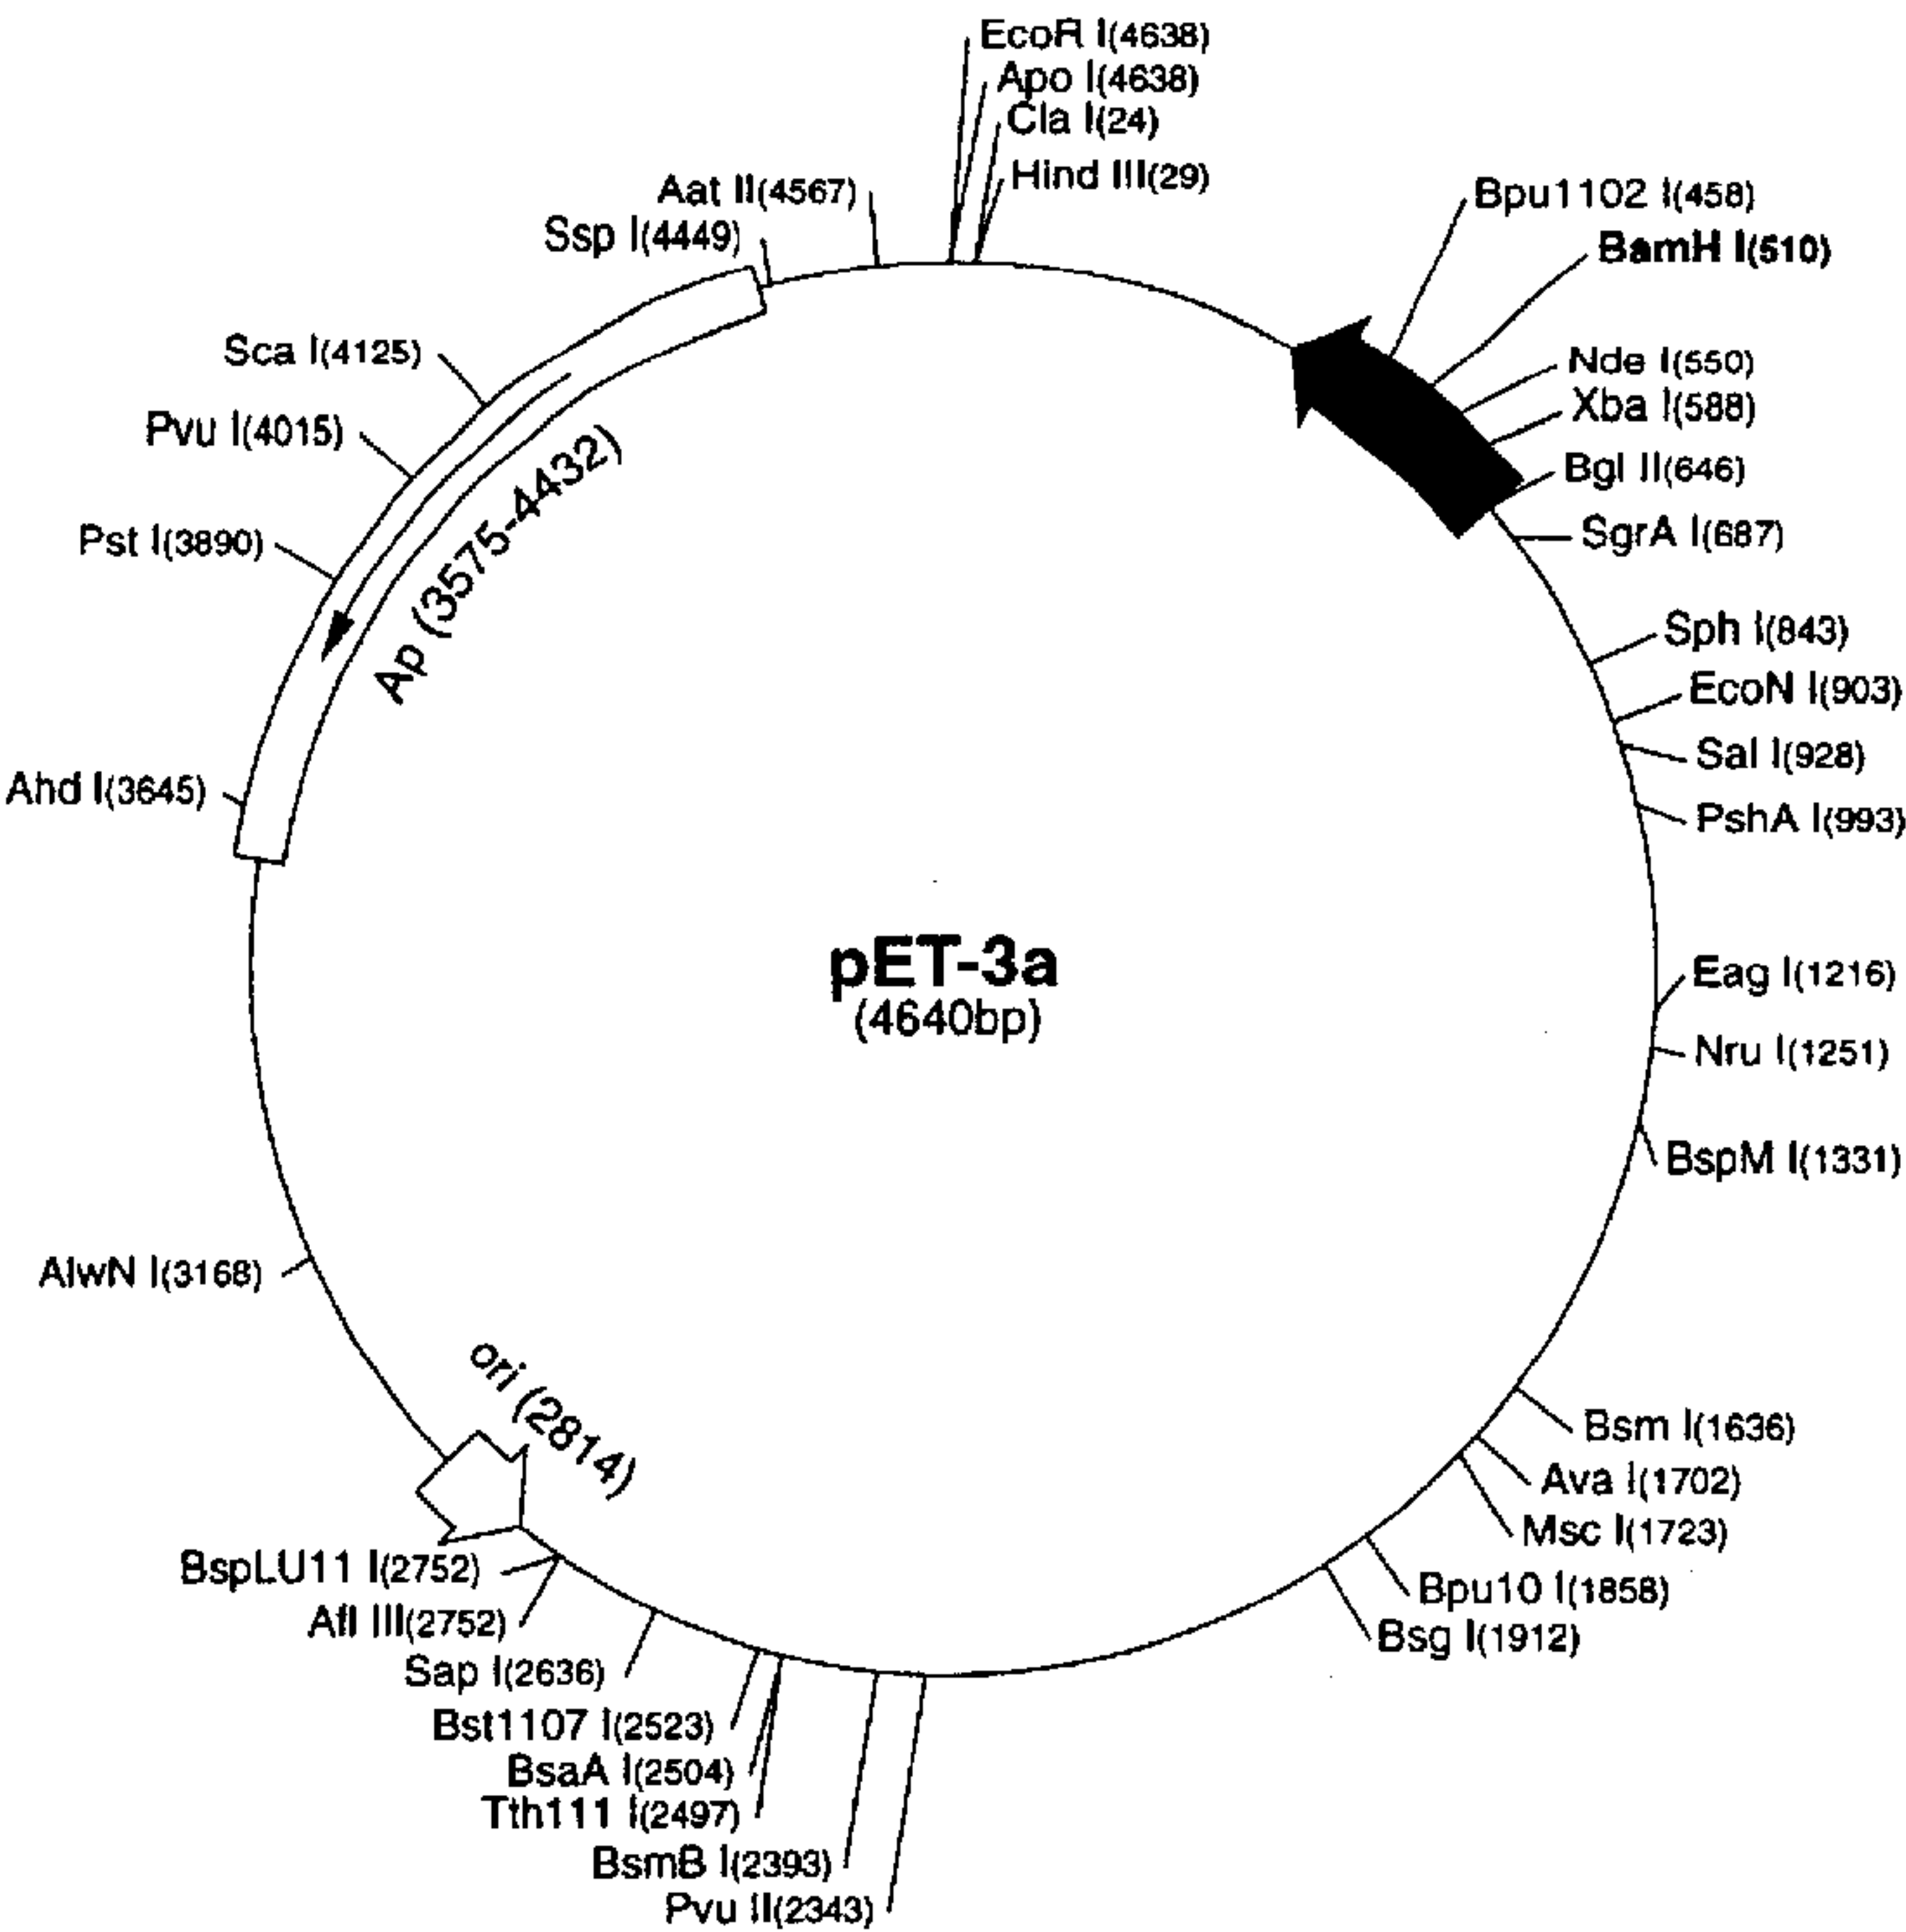 EcoR I(4638)
Apo I(4638)
Cla I(24)
Hind III(29)
Aat II(4567)
Ssp I(4449)
Bpu1102 I(458)
BamH I(510)
Sca I(4125)
Nde I(550)
Xba I(588)
Pvu I(4015)
Bgl II(646)
Pst I(3890)
SgrA I(687)
Ap (3575-4432)
Sph I(843)
EcoN I(903)
Sal I(928)
Ahd I(3645)
PshA I(993)
pET-3a
(4640bp)
Eag I(1216)
Nru I(1251)
BspM I(1331)
AlwN I(3168)
ori (2814)
Bsm I(1636)
Ava I(1702)
Msc I(1723)
BspLU11 I(2752)
Bpu10 I(1858)
Afl III(2752)
Bsg I(1912)
Sap I(2636)
Bst1107 I(2523)
BsaA I(2504)
Tth111 I(2497)
BsmB I(2393)
Pvu II(2343)